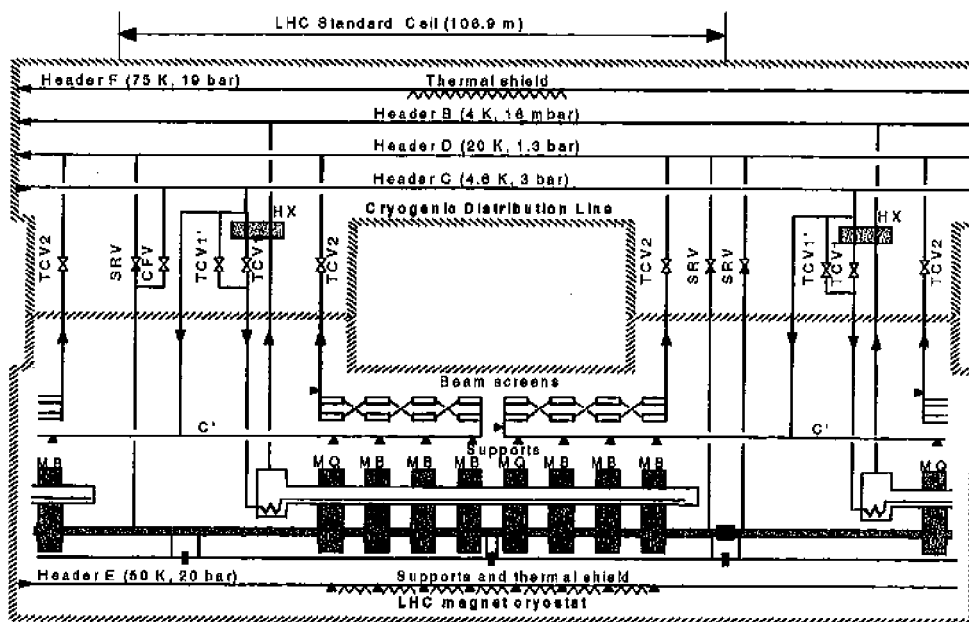 LHC Standard Cell (106.9 m)
Header F (75 K, 19 bar)
Thermal shield
Header B (4 K, 16 mbar)
Header D (20 K, 1.3 bar)
Header C (4.6 K, 3 bar)
Cryogenic Distribution Line
HX
HX
TCV2
SRV
CFV
TCV1'
TCV1
TCV2
TCV2
SRV
SRV
TCV1'
TCV1
TCV2
Beam screens
C'
Supports
C'
MB
MQ
MB
MB
MB
MQ
MB
MB
MB
MQ
Header E (50 K, 20 bar)
Supports and thermal shield
LHC magnet cryostat